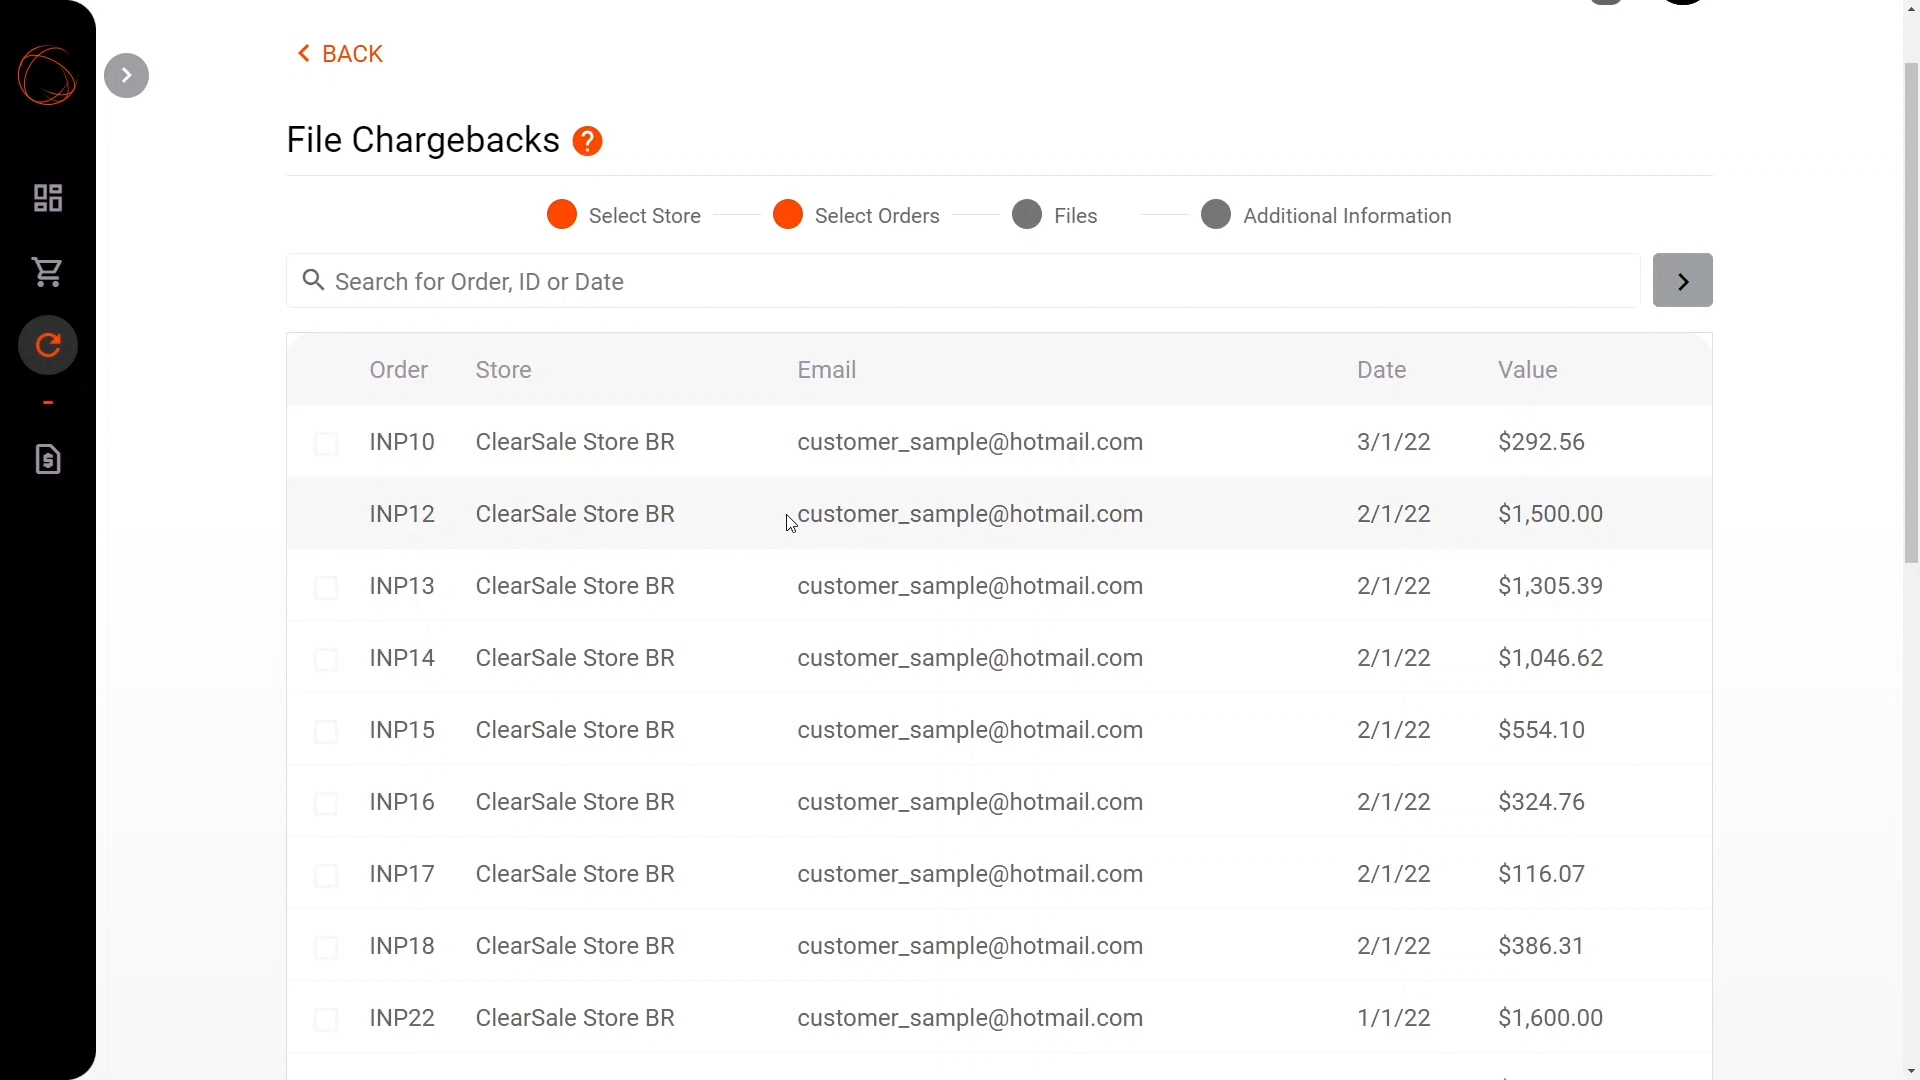 BACK
File Chargebacks ?
Select Store Select Orders Files Additional Information
Search for Order, ID or Date
Order Store Email Date Value
INP10 ClearSale Store BR customer_sample@hotmail.com 3/1/22 $292.56
INP12 ClearSale Store BR customer_sample@hotmail.com 2/1/22 $1,500.00
INP13 ClearSale Store BR customer_sample@hotmail.com 2/1/22 $1,305.39
INP14 ClearSale Store BR customer_sample@hotmail.com 2/1/22 $1,046.62
INP15 ClearSale Store BR customer_sample@hotmail.com 2/1/22 $554.10
INP16 ClearSale Store BR customer_sample@hotmail.com 2/1/22 $324.76
INP17 ClearSale Store BR customer_sample@hotmail.com 2/1/22 $116.07
INP18 ClearSale Store BR customer_sample@hotmail.com 2/1/22 $386.31
INP22 ClearSale Store BR customer_sample@hotmail.com 1/1/22 $1,600.00